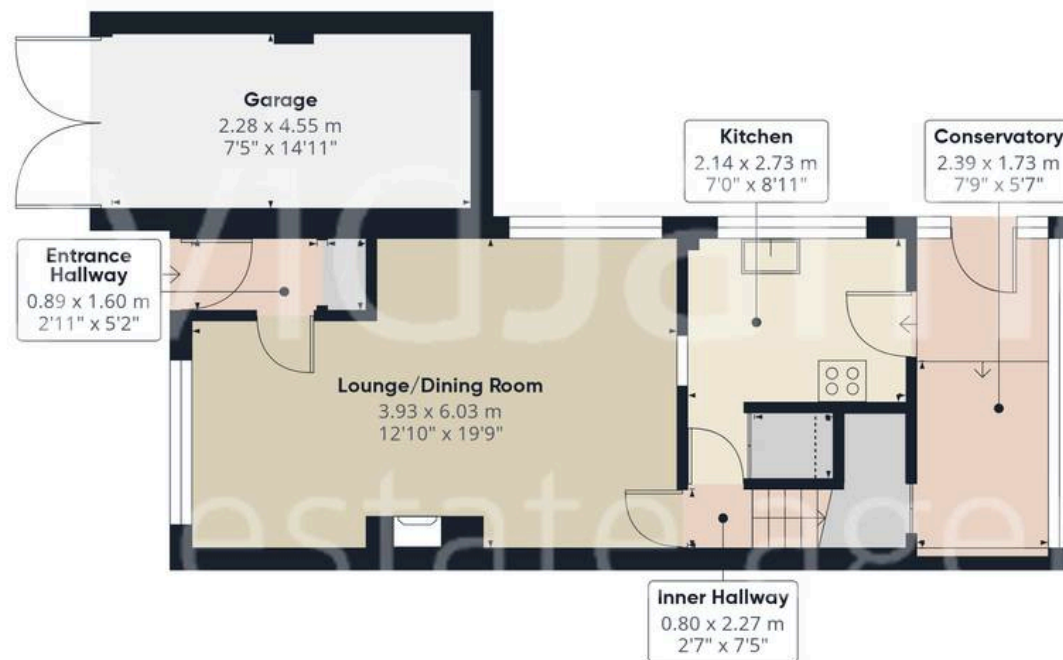 Garage
2.28 x 4.55 m
7'5" x 14'11"
Kitchen
2.14 x 2.73 m
7'0" x 8'11"
Conservatory
2.39 x 1.73 m
7'9" x 5'7"
Entrance
Hallway
0.89 x 1.60 m
2'11" x 5'2"
Lounge/Dining Room
3.93 x 6.03 m
12'10" x 19'9"
Inner Hallway
0.80 x 2.27 m
2'7" x 7'5"
estate age